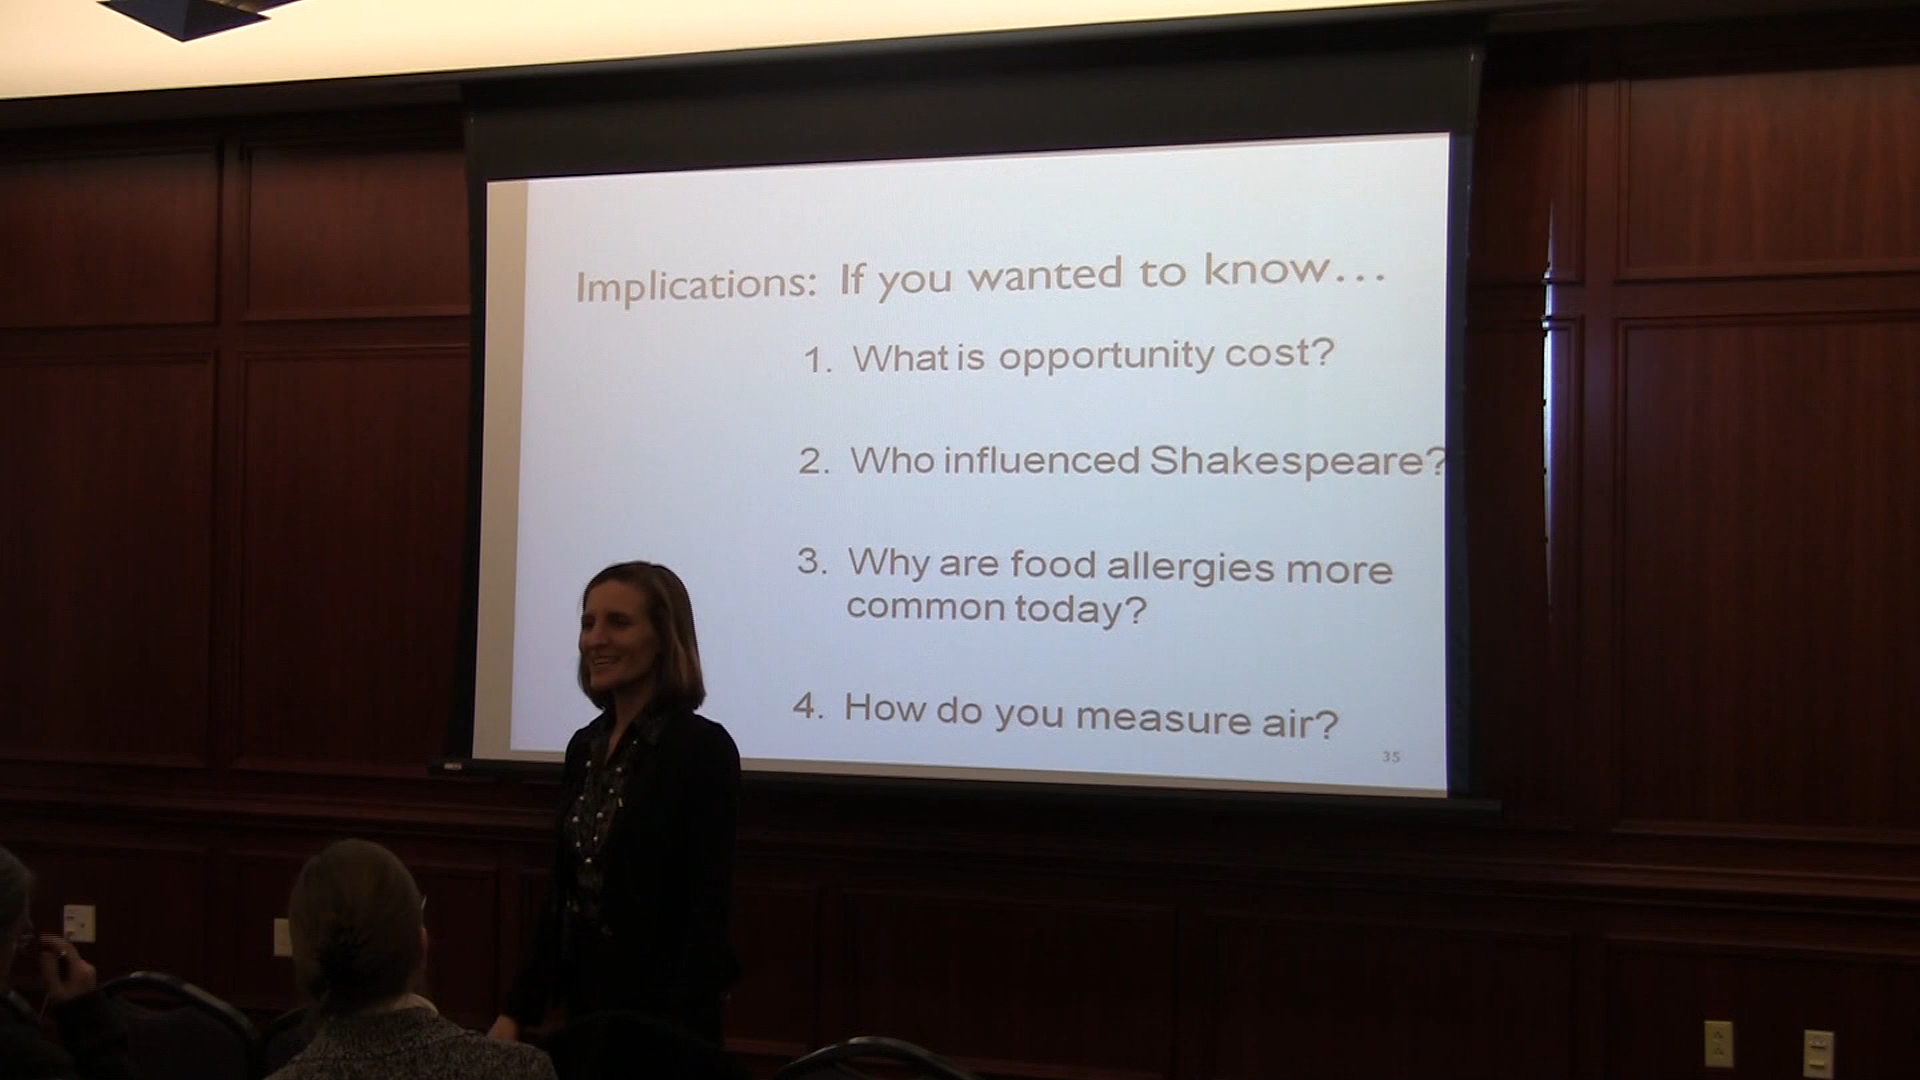 Implications: If you wanted to know...
1. What is opportunity cost?
2. Who influenced Shakespeare?
3. Why are food allergies more
common today?
4. How do you measure air?
35